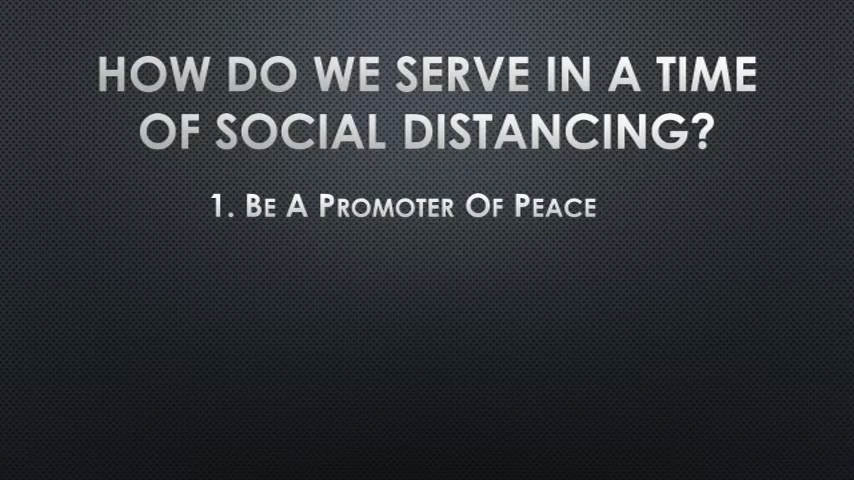 HOW DO WE SERVE IN A TIME
OF SOCIAL DISTANCING?
1. BE A PROMOTER OF PEACE